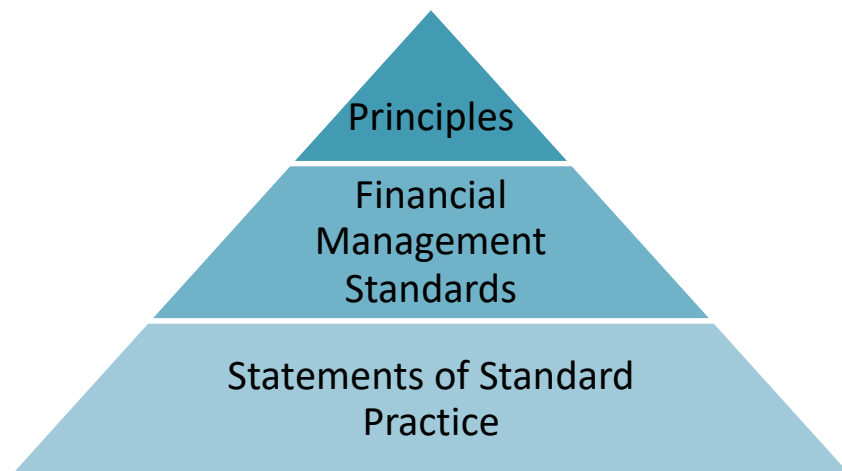 Principles
Financial
Management
Standards
Statements of Standard
Practice